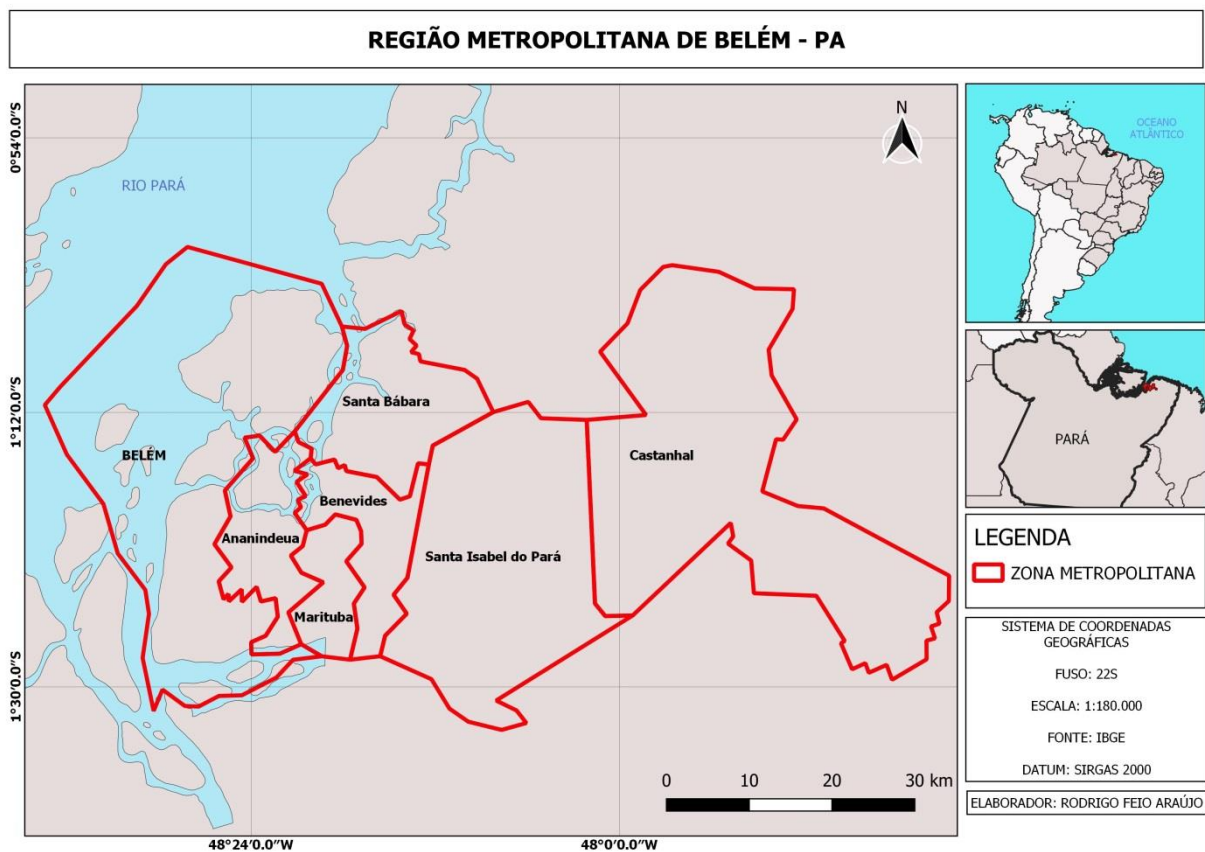 REGIÃO METROPOLITANA DE BELÉM - PA
N
0°54'0.0"S
RIO PARÁ
1°12'0.0"S
Santa Bábara
BELÉM
Castanhal
Benevides
Ananindeua
Santa Isabel do Pará
Marituba
1°30'0.0"S
0 10 20 30 km
48°24'0.0"W
48°0'0.0"W
OCEANO
ATLÂNTICO
PARÁ
LEGENDA
ZONA METROPOLITANA
SISTEMA DE COORDENADAS
GEOGRÁFICAS
FUSO: 22S
ESCALA: 1:180.000
FONTE: IBGE
DATUM: SIRGAS 2000
ELABORADOR: RODRIGO FEIO ARAÚJO